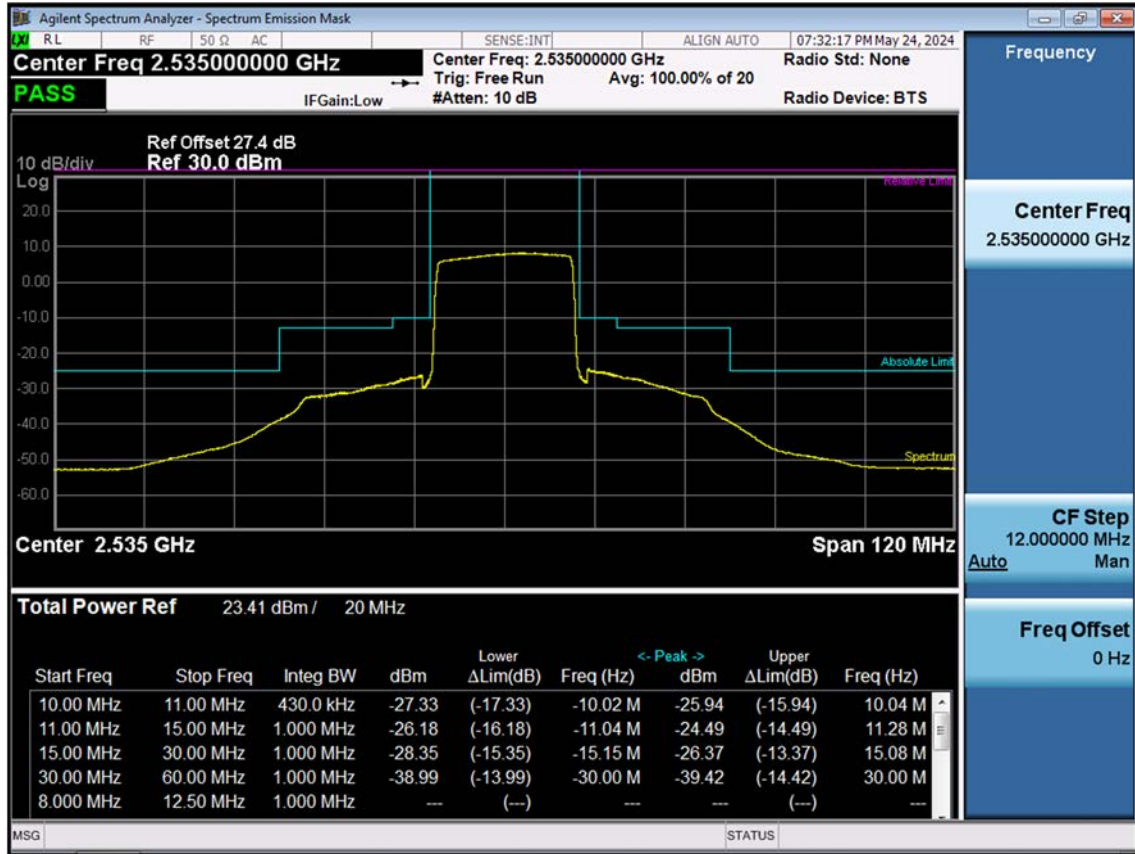 Agilent Spectrum Analyzer - Spectrum Emission Mask
LXI RL RF 50 Ω AC SENSE:INT ALIGN AUTO 07:32:17 PM May 24, 2024
Center Freq 2.535000000 GHz Center Freq: 2.535000000 GHz Radio Std: None
Trig: Free Run Avg: 100.00% of 20
PASS IFGain:Low #Atten: 10 dB Radio Device: BTS
Ref Offset 27.4 dB
10 dB/div Ref 30.0 dBm
Log
Relative Limit
20.0
10.0
0.00
-10.0
-20.0
Absolute Limit
-30.0
-40.0
-50.0
Spectrum
-60.0
Center 2.535 GHz Span 120 MHz
Total Power Ref 23.41 dBm / 20 MHz
Lower <- Peak -> Upper
Start Freq Stop Freq Integ BW dBm ΔLim(dB) Freq (Hz) dBm ΔLim(dB) Freq (Hz)
10.00 MHz 11.00 MHz 430.0 kHz -27.33 (-17.33) -10.02 M -25.94 (-15.94) 10.04 M
11.00 MHz 15.00 MHz 1.000 MHz -26.18 (-16.18) -11.04 M -24.49 (-14.49) 11.28 M
15.00 MHz 30.00 MHz 1.000 MHz -28.35 (-15.35) -15.15 M -26.37 (-13.37) 15.08 M
30.00 MHz 60.00 MHz 1.000 MHz -38.99 (-13.99) -30.00 M -39.42 (-14.42) 30.00 M
8.000 MHz 12.50 MHz 1.000 MHz --- (---) --- --- (---) ---
MSG STATUS
Frequency
Center Freq
2.535000000 GHz
CF Step
12.000000 MHz
Auto Man
Freq Offset
0 Hz